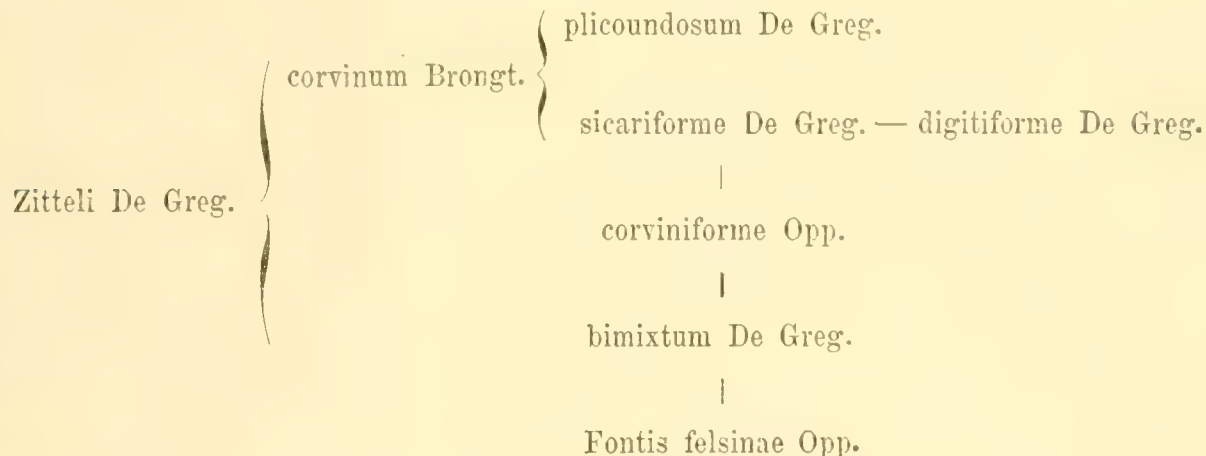 plicoundosum De Greg.
corvinum Brongt.
sicariforme De Greg. — digitiforme De Greg.
Zitteli De Greg.
corviniforme Opp.
bimixtum De Greg.
Fontis felsinae Opp.